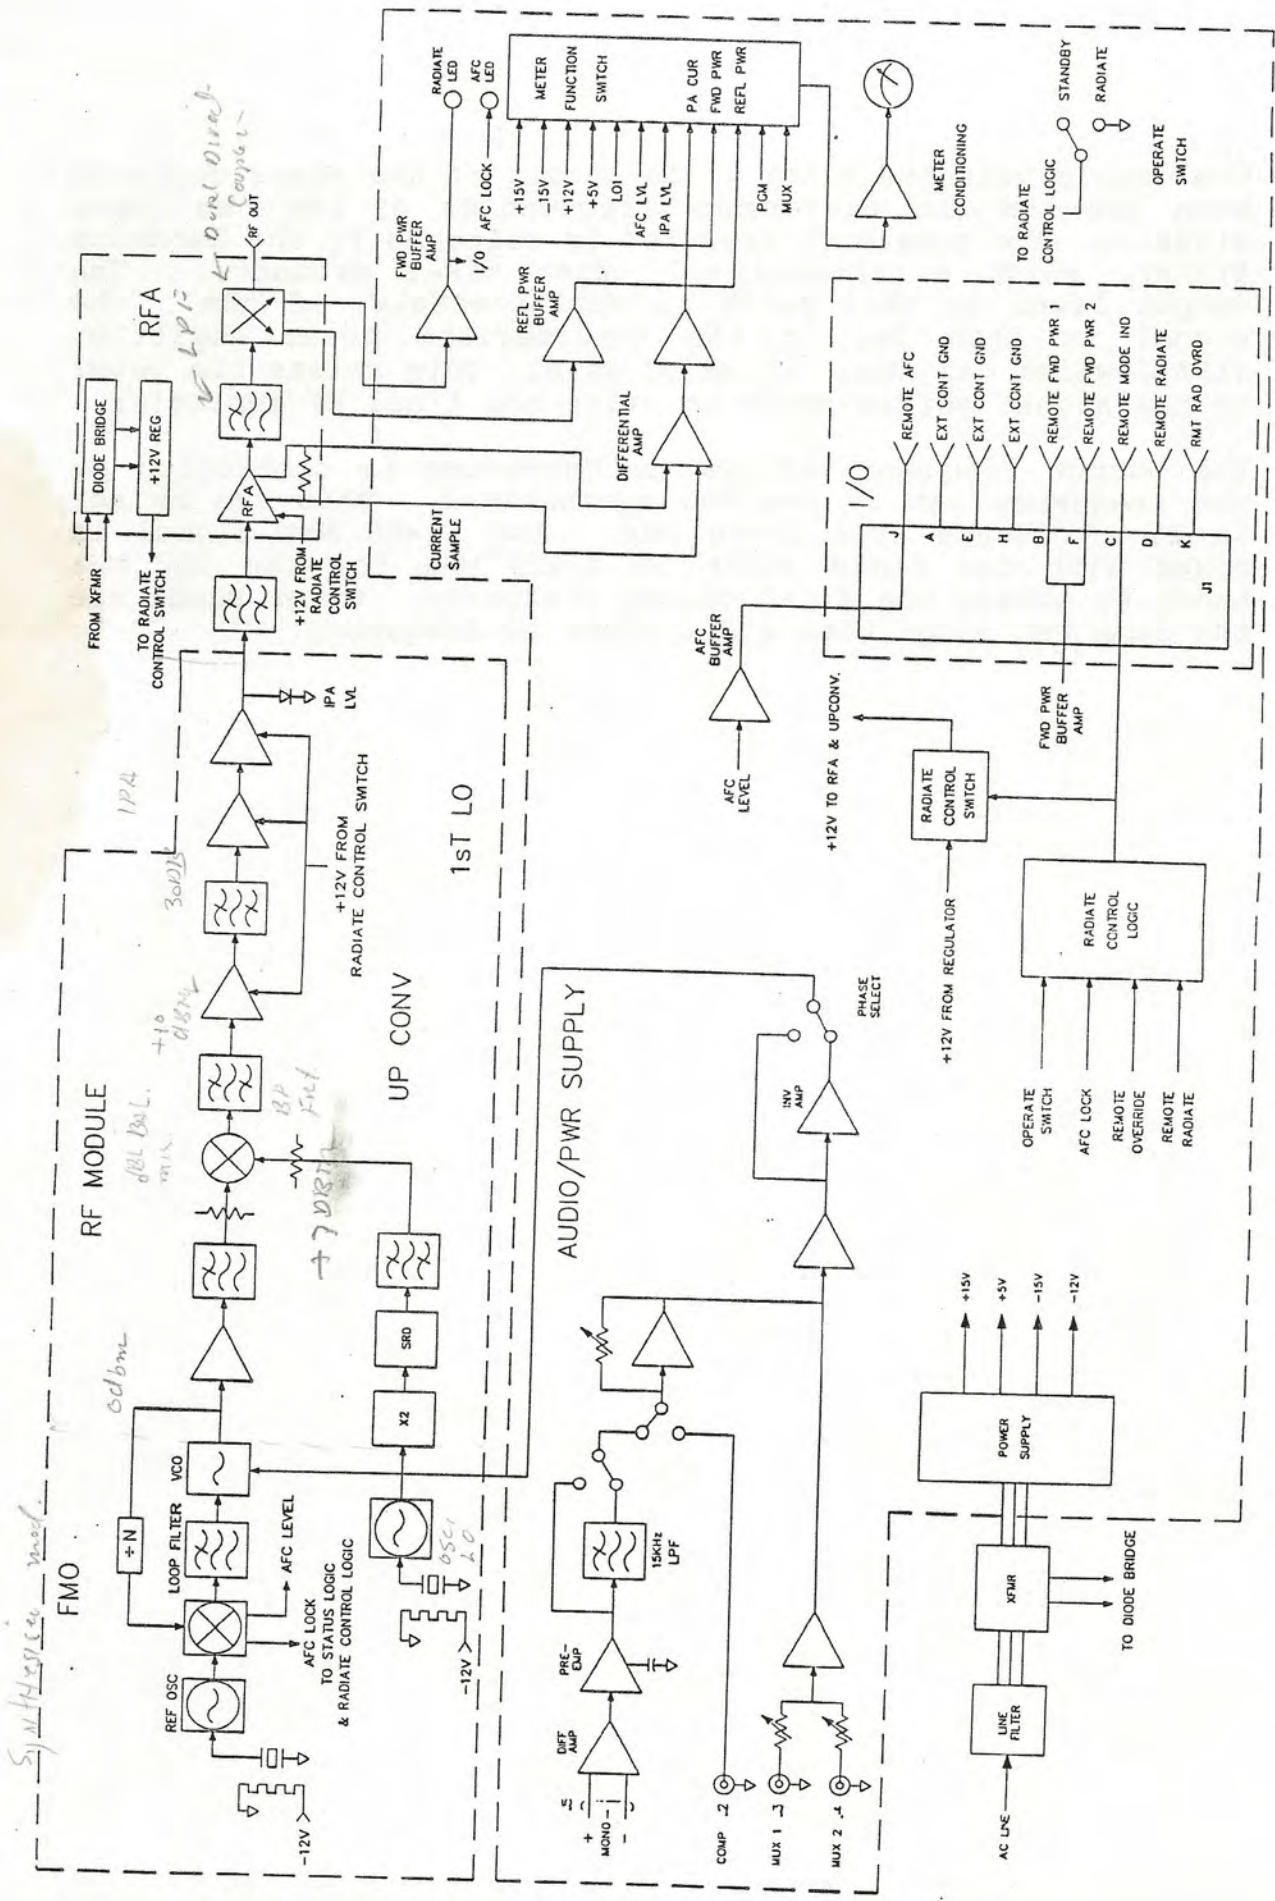 RF MODULE
FMO
REF OSC
LOOP FILTER
VCO
÷ N
AFC LEVEL
AFC LOCK
TO STATUS LOGIC
& RADIATE CONTROL LOGIC
-12V
-12V
X2
SRD
UP CONV
1sT LO
0dbm
+10
dBM
30DB
IPA
BP
+7DBM
OSC.
LO
+12V FROM
RADIATE CONTROL SWITCH
IPA
LVL
RFA
FROM XFMR
DIODE BRIDGE
+12V REG
TO RADIATE
CONTROL SWITCH
RFA
+12V FROM
RADIATE
CONTROL
SWITCH
LPF
Coupler
RF OUT
CURRENT
SAMPLE
FWD PWR
BUFFER
AMP
I/O
REFL PWR
BUFFER
AMP
DIFFERENTIAL
AMP
RADIATE
LED
AFC
LED
AFC LOCK
METER
FUNCTION
SWITCH
+15V
-15V
+12V
+5V
LO1
AFC LVL
IPA LVL
PA CUR
FWD PWR
REFL PWR
PGM
MUX
METER
CONDITIONING
TO RADIATE
CONTROL LOGIC
STANDBY
RADIATE
OPERATE
SWITCH
I/O
J REMOTE AFC
A EXT CONT GND
E EXT CONT GND
H EXT CONT GND
B REMOTE FWD PWR 1
F REMOTE FWD PWR 2
C REMOTE MODE IND
D REMOTE RADIATE
K RMT RAD OVRD
J1
AFC
LEVEL
AFC
BUFFER
AMP
FWD PWR
BUFFER
AMP
+12V TO RFA & UPCONV.
RADIATE
CONTROL
SWITCH
+12V FROM REGULATOR
RADIATE
CONTROL
LOGIC
OPERATE
SWITCH
AFC LOCK
REMOTE
OVERRIDE
REMOTE
RADIATE
AUDIO/PWR SUPPLY
+
MONO
-
DIFF
AMP
PRE-
EMP
15KHz
LPF
INV
AMP
PHASE
SELECT
COMP
MUX 1
MUX 2
AC LINE
LINE
FILTER
XFMR
TO DIODE BRIDGE
POWER
SUPPLY
+15V
+5V
-15V
-12V